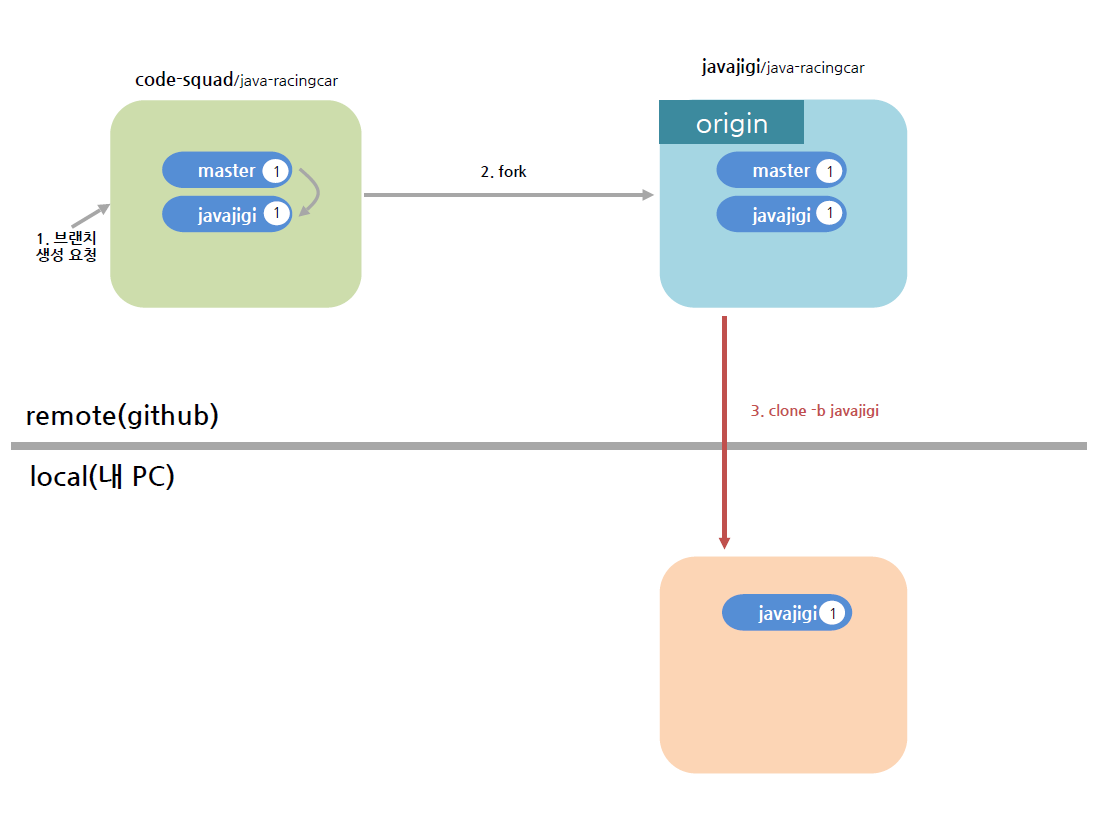 code-squad/java-racingcar
javajigi/java-racingcar
origin
master 1
javajigi 1
master 1
javajigi 1
2. fork
1. 브랜치
생성 요청
remote(github)
3. clone -b javajigi
local(내 PC)
javajigi 1